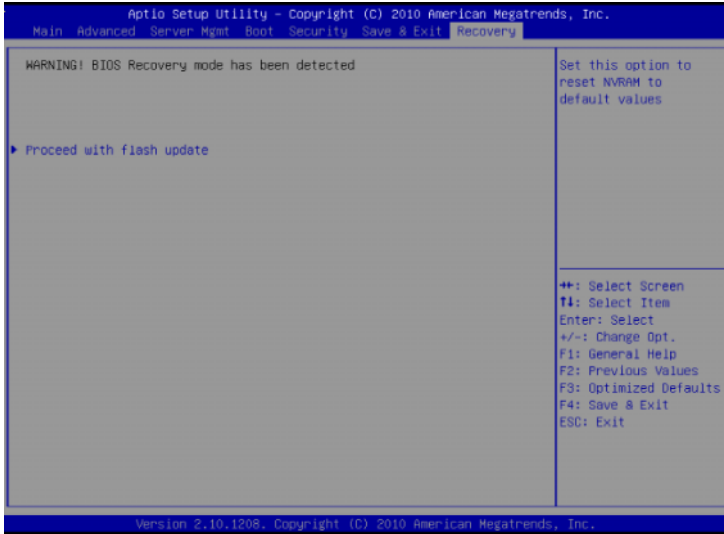 Aptio Setup Utility – Copyright (C) 2010 American Megatrends, Inc.
Main Advanced Server Mgmt Boot Security Save & Exit Recovery
WARNING! BIOS Recovery mode has been detected
Proceed with flash update
Set this option to
reset NVRAM to
default values
↔: Select Screen
↑↓: Select Item
Enter: Select
+/-: Change Opt.
F1: General Help
F2: Previous Values
F3: Optimized Defaults
F4: Save & Exit
ESC: Exit
Version 2.10.1208. Copyright (C) 2010 American Megatrends, Inc.